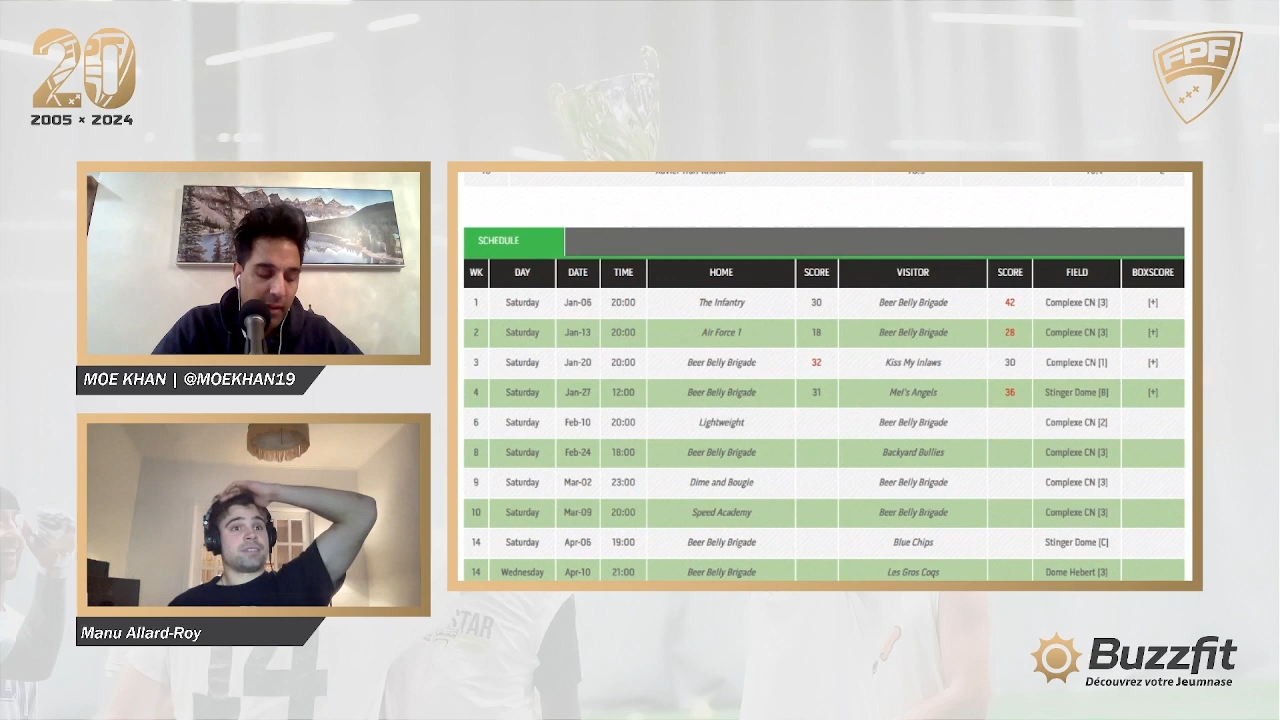 20
2005 × 2024
FPF
SCHEDULE
WK DAY DATE TIME HOME SCORE VISITOR SCORE FIELD BOXSCORE
1 Saturday Jan-06 20:00 The Infantry 30 Beer Belly Brigade 42 Complexe CN [3] [+]
2 Saturday Jan-13 20:00 Air Force 1 18 Beer Belly Brigade 28 Complexe CN [3] [+]
3 Saturday Jan-20 20:00 Beer Belly Brigade 32 Kiss My Inlaws 30 Complexe CN [1] [+]
4 Saturday Jan-27 12:00 Beer Belly Brigade 31 Mel's Angels 36 Stinger Dome [B] [+]
6 Saturday Feb-10 20:00 Lightweight Beer Belly Brigade Complexe CN [2]
8 Saturday Feb-24 18:00 Beer Belly Brigade Backyard Bullies Complexe CN [3]
9 Saturday Mar-02 23:00 Dime and Bougie Beer Belly Brigade Complexe CN [3]
10 Saturday Mar-09 20:00 Speed Academy Beer Belly Brigade Complexe CN [3]
14 Saturday Apr-06 19:00 Beer Belly Brigade Blue Chips Stinger Dome [C]
14 Wednesday Apr-10 21:00 Beer Belly Brigade Les Gros Coqs Dome Hebert [3]
MOE KHAN | @MOEKHAN19
Manu Allard-Roy
STAR
14
Buzzfit
Découvrez votre Jeumnase